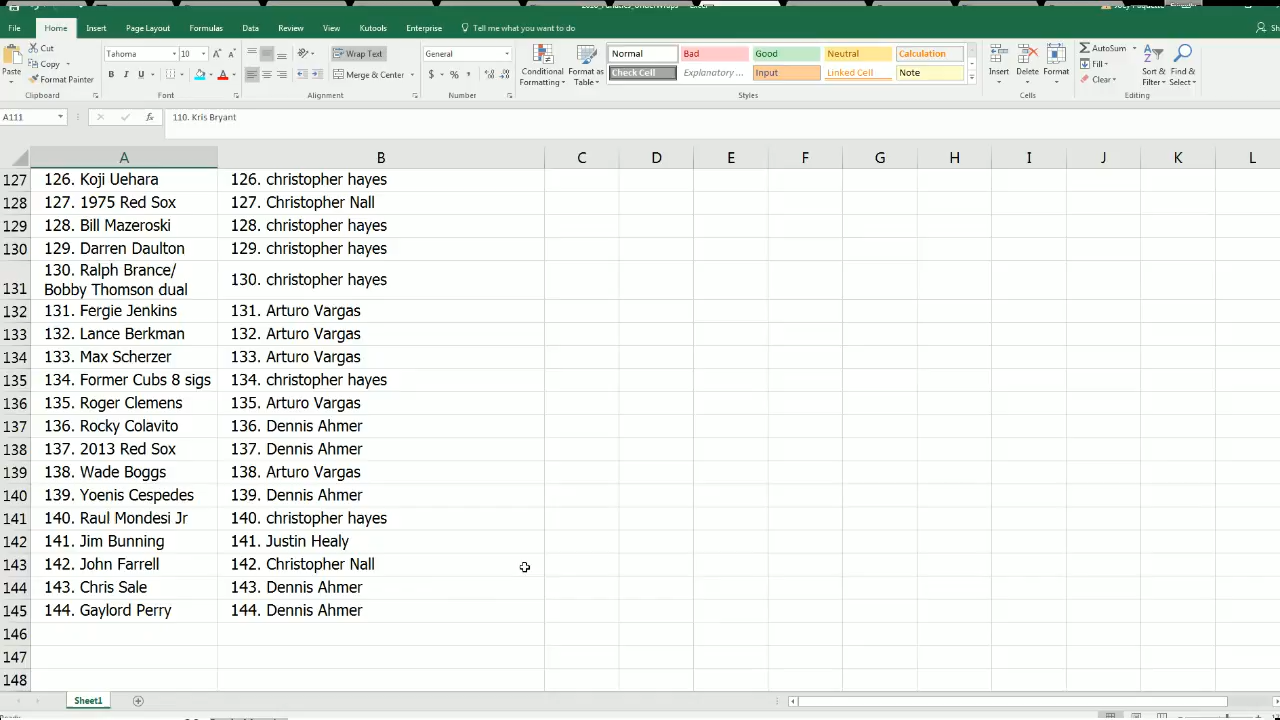 File Home Insert Page Layout Formulas Data Review View Kutools Enterprise Tell me what you want to do
Cut
Copy
Format Painter
Paste
Clipboard
Tahoma 10
B I U
Font
Wrap Text
Merge & Center
Alignment
General
$ % ,
Number
Conditional Formatting
Format as Table
Normal Bad Good Neutral Calculation
Check Cell Explanatory ... Input Linked Cell Note
Styles
Insert Delete Format
Cells
AutoSum
Fill
Clear
Sort & Filter
Find & Select
Editing
A111 fx 110. Kris Bryant
A B C D E F G H I J K L
127 126. Koji Uehara 126. christopher hayes
128 127. 1975 Red Sox 127. Christopher Nall
129 128. Bill Mazeroski 128. christopher hayes
130 129. Darren Daulton 129. christopher hayes
131 130. Ralph Brance/ 130. christopher hayes
Bobby Thomson dual
132 131. Fergie Jenkins 131. Arturo Vargas
133 132. Lance Berkman 132. Arturo Vargas
134 133. Max Scherzer 133. Arturo Vargas
135 134. Former Cubs 8 sigs 134. christopher hayes
136 135. Roger Clemens 135. Arturo Vargas
137 136. Rocky Colavito 136. Dennis Ahmer
138 137. 2013 Red Sox 137. Dennis Ahmer
139 138. Wade Boggs 138. Arturo Vargas
140 139. Yoenis Cespedes 139. Dennis Ahmer
141 140. Raul Mondesi Jr 140. christopher hayes
142 141. Jim Bunning 141. Justin Healy
143 142. John Farrell 142. Christopher Nall
144 143. Chris Sale 143. Dennis Ahmer
145 144. Gaylord Perry 144. Dennis Ahmer
146
147
148
Sheet1